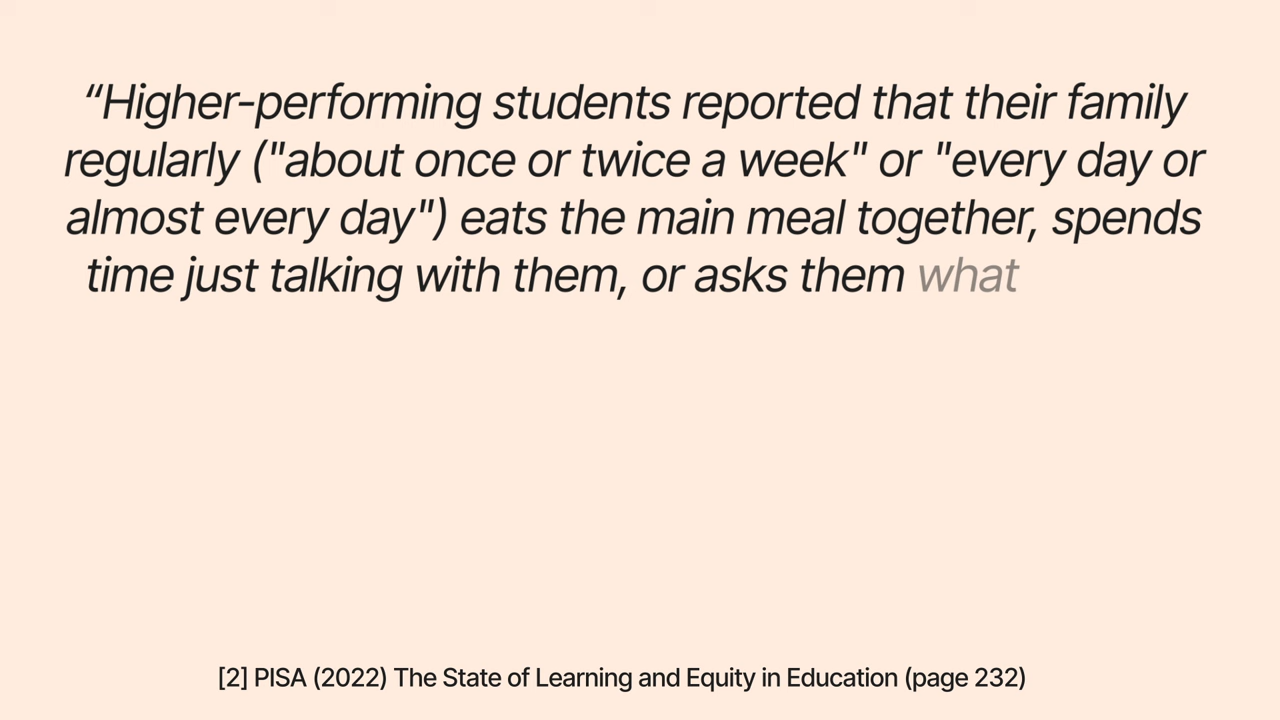 “Higher-performing students reported that their family
regularly ("about once or twice a week" or "every day or
almost every day") eats the main meal together, spends
time just talking with them, or asks them what
[2] PISA (2022) The State of Learning and Equity in Education (page 232)